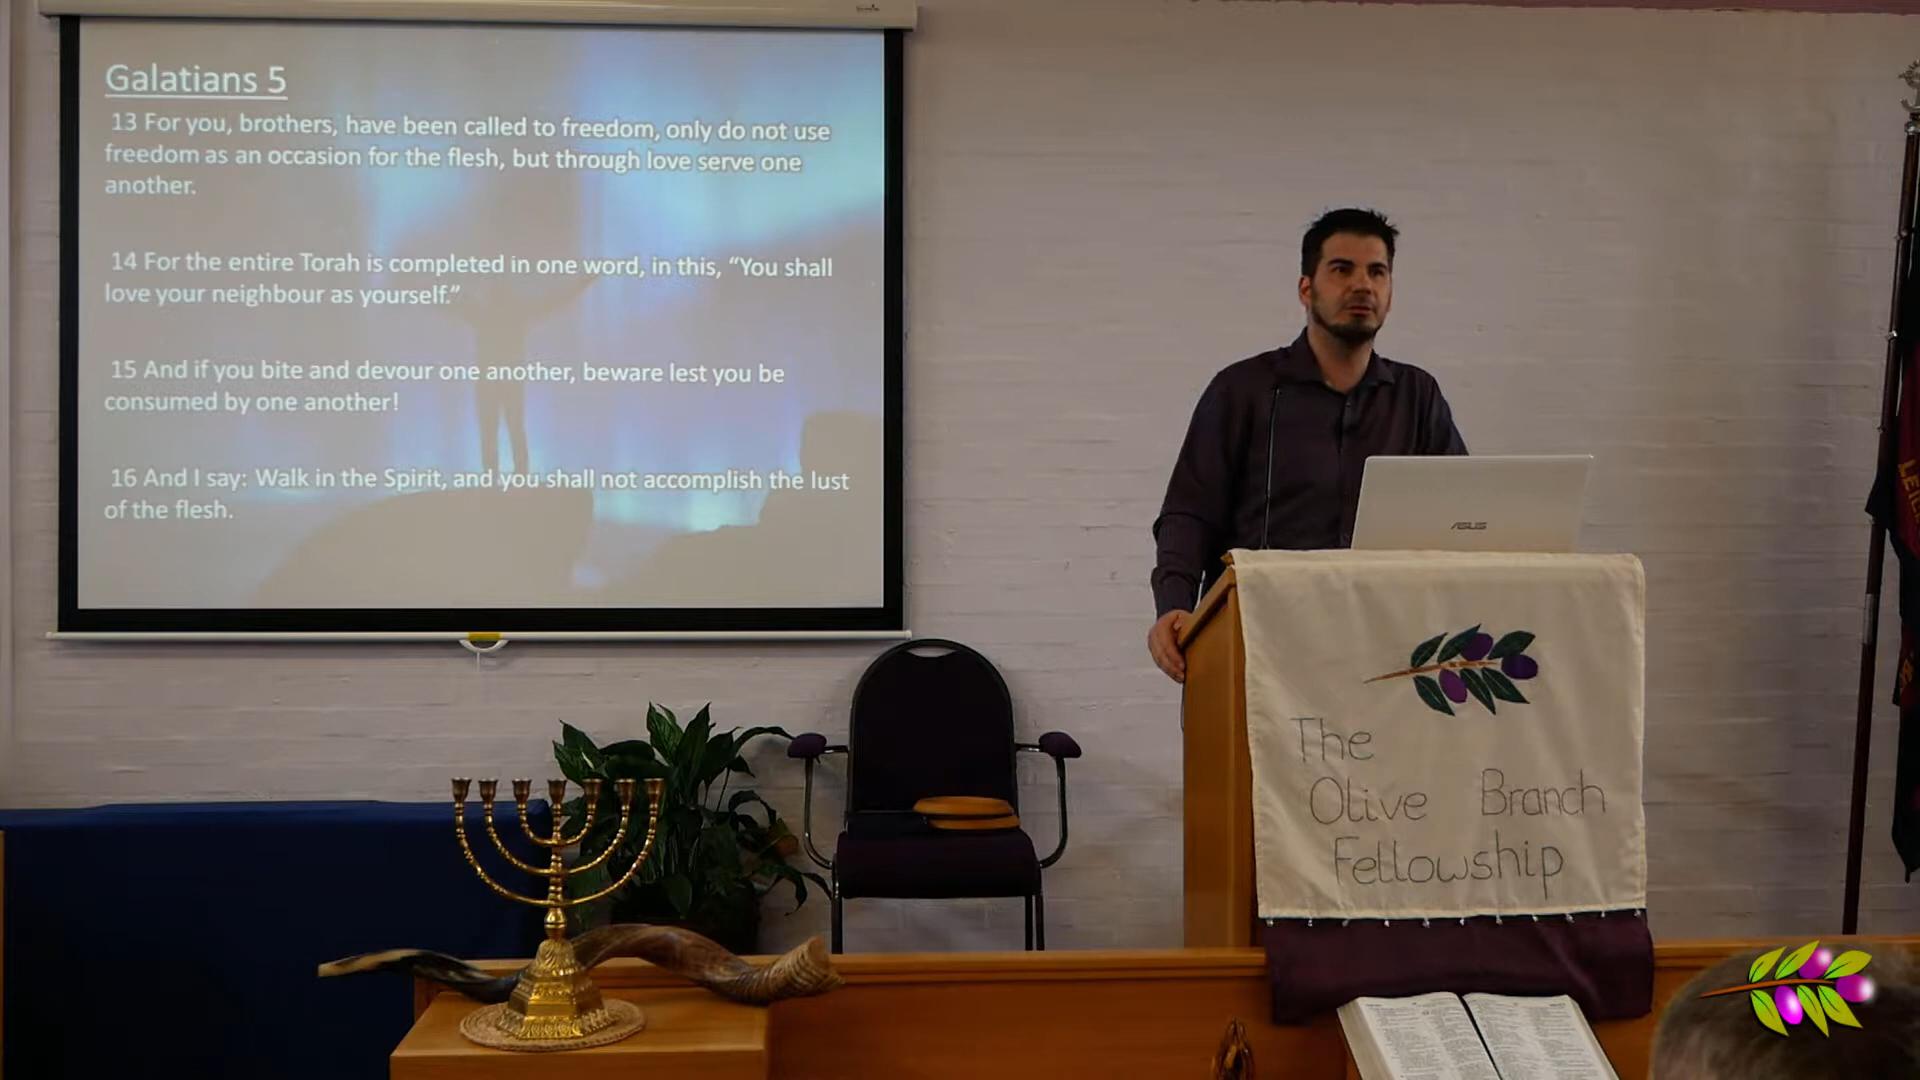 Galatians 5
13 For you, brothers, have been called to freedom, only do not use
freedom as an occasion for the flesh, but through love serve one
another.
14 For the entire Torah is completed in one word, in this, “You shall
love your neighbour as yourself.”
15 And if you bite and devour one another, beware lest you be
consumed by one another!
16 And I say: Walk in the Spirit, and you shall not accomplish the lust
of the flesh.
ASUS
The
Olive Branch
Fellowship